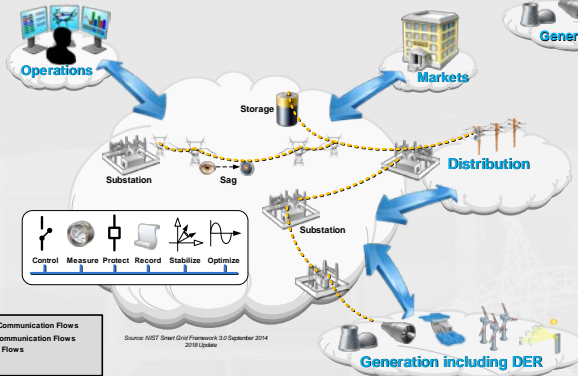 Operations
Markets
Gener
Storage
Substation
Sag
Distribution
Substation
Control Measure Protect Record Stabilize Optimize
Communication Flows
ommunication Flows
Flows
Source: NIST Smart Grid Framework 3.0 September 2014
2018 Update
Generation including DER